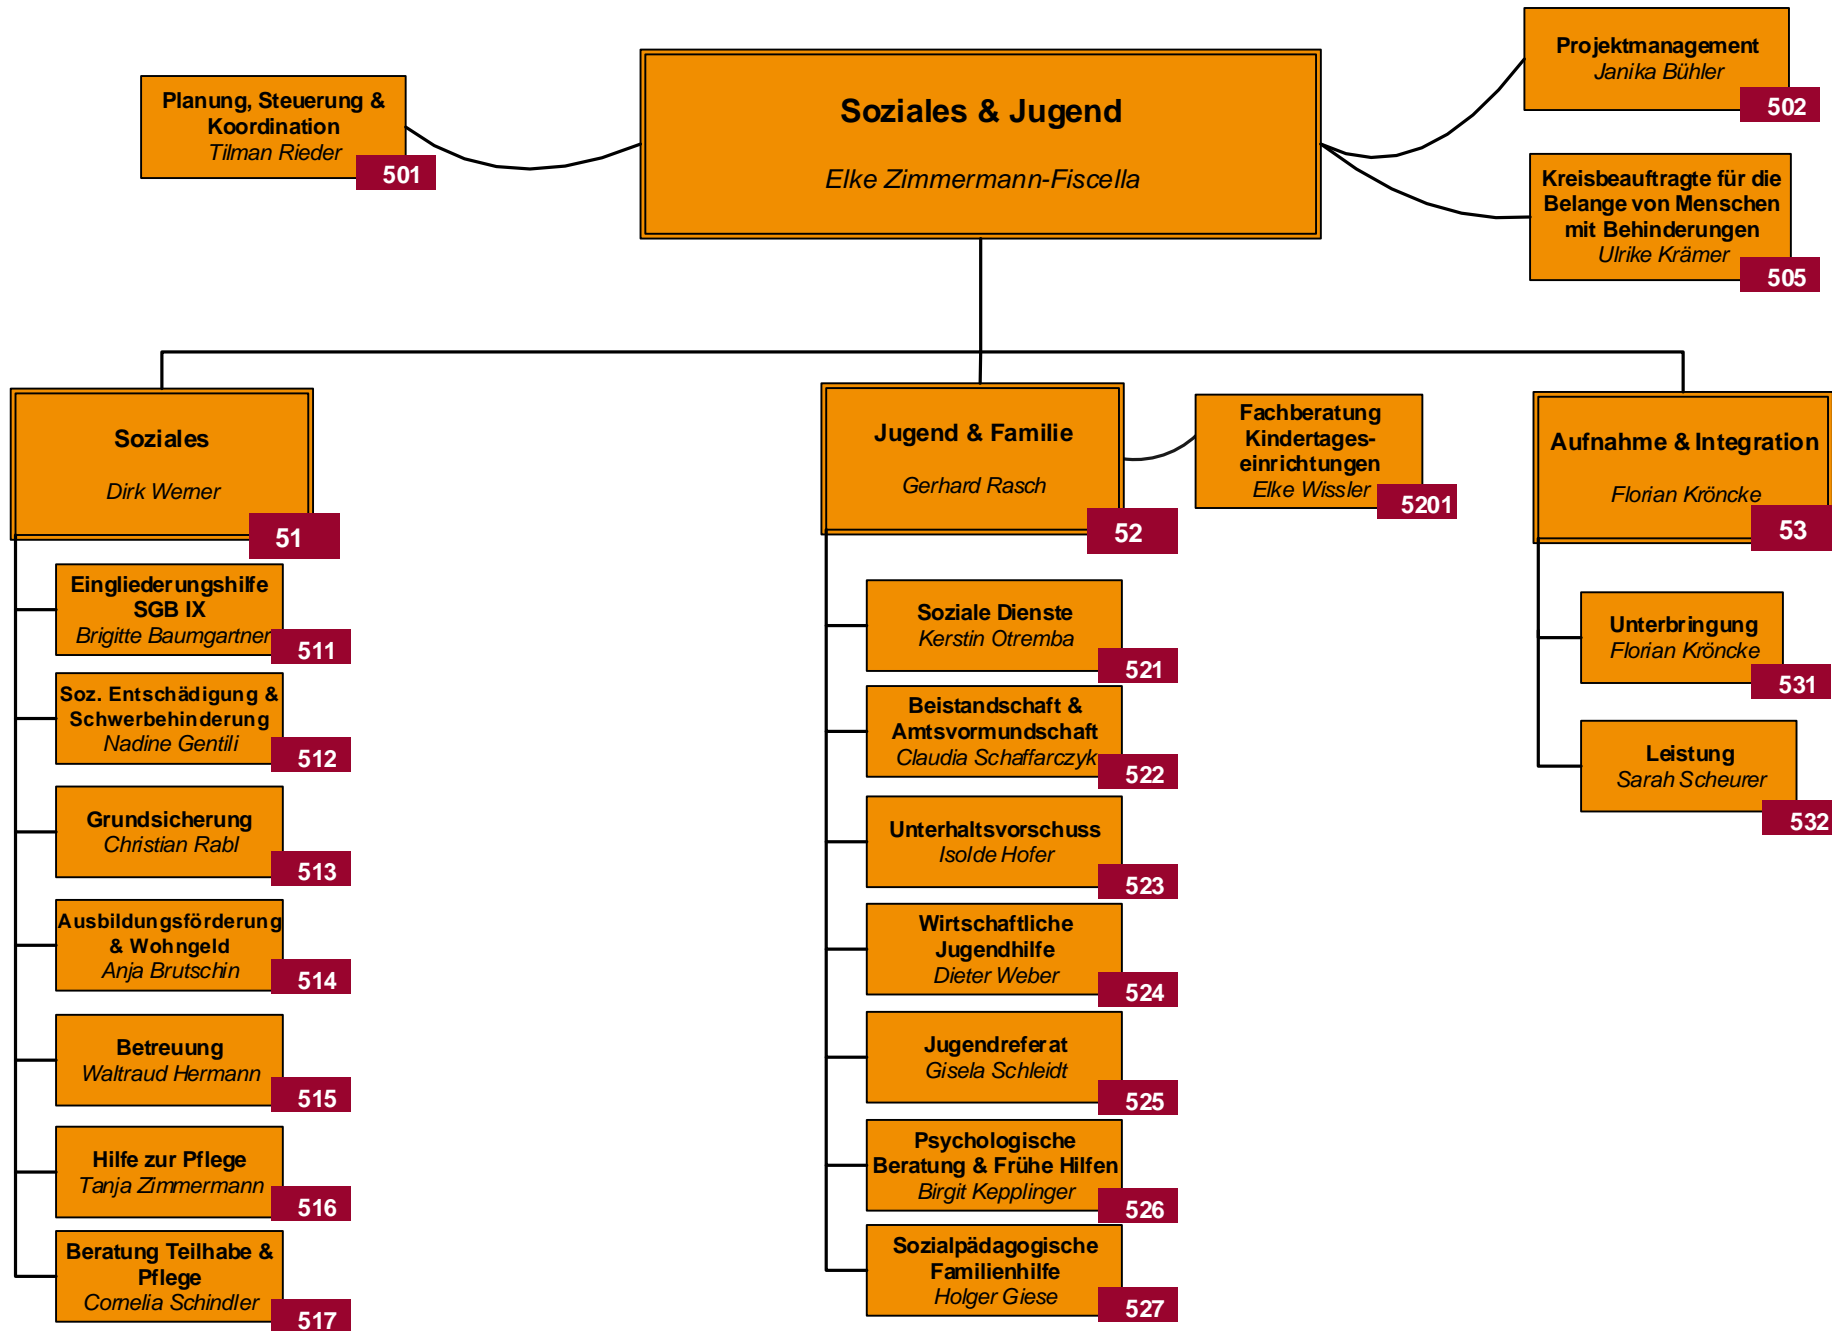 Planung, Steuerung &
Koordination
Tilman Rieder
501
Soziales & Jugend
Elke Zimmermann-Fiscella
Projektmanagement
Janika Bühler
502
Kreisbeauftragte für die
Belange von Menschen
mit Behinderungen
Ulrike Krämer
505
Soziales
Dirk Werner
51
Eingliederungshilfe
SGB IX
Brigitte Baumgartner
511
Soz. Entschädigung &
Schwerbehinderung
Nadine Gentili
512
Grundsicherung
Christian Rabl
513
Ausbildungsförderung
& Wohngeld
Anja Brutschin
514
Betreuung
Waltraud Hermann
515
Hilfe zur Pflege
Tanja Zimmermann
516
Beratung Teilhabe &
Pflege
Cornelia Schindler
517
Jugend & Familie
Gerhard Rasch
52
Fachberatung
Kindertages-
einrichtungen
Elke Wissler
5201
Soziale Dienste
Kerstin Otremba
521
Beistandschaft &
Amtsvormundschaft
Claudia Schaffarczyk
522
Unterhaltsvorschuss
Isolde Hofer
523
Wirtschaftliche
Jugendhilfe
Dieter Weber
524
Jugendreferat
Gisela Schleidt
525
Psychologische
Beratung & Frühe Hilfen
Birgit Kepplinger
526
Sozialpädagogische
Familienhilfe
Holger Giese
527
Aufnahme & Integration
Florian Kröncke
53
Unterbringung
Florian Kröncke
531
Leistung
Sarah Scheurer
532